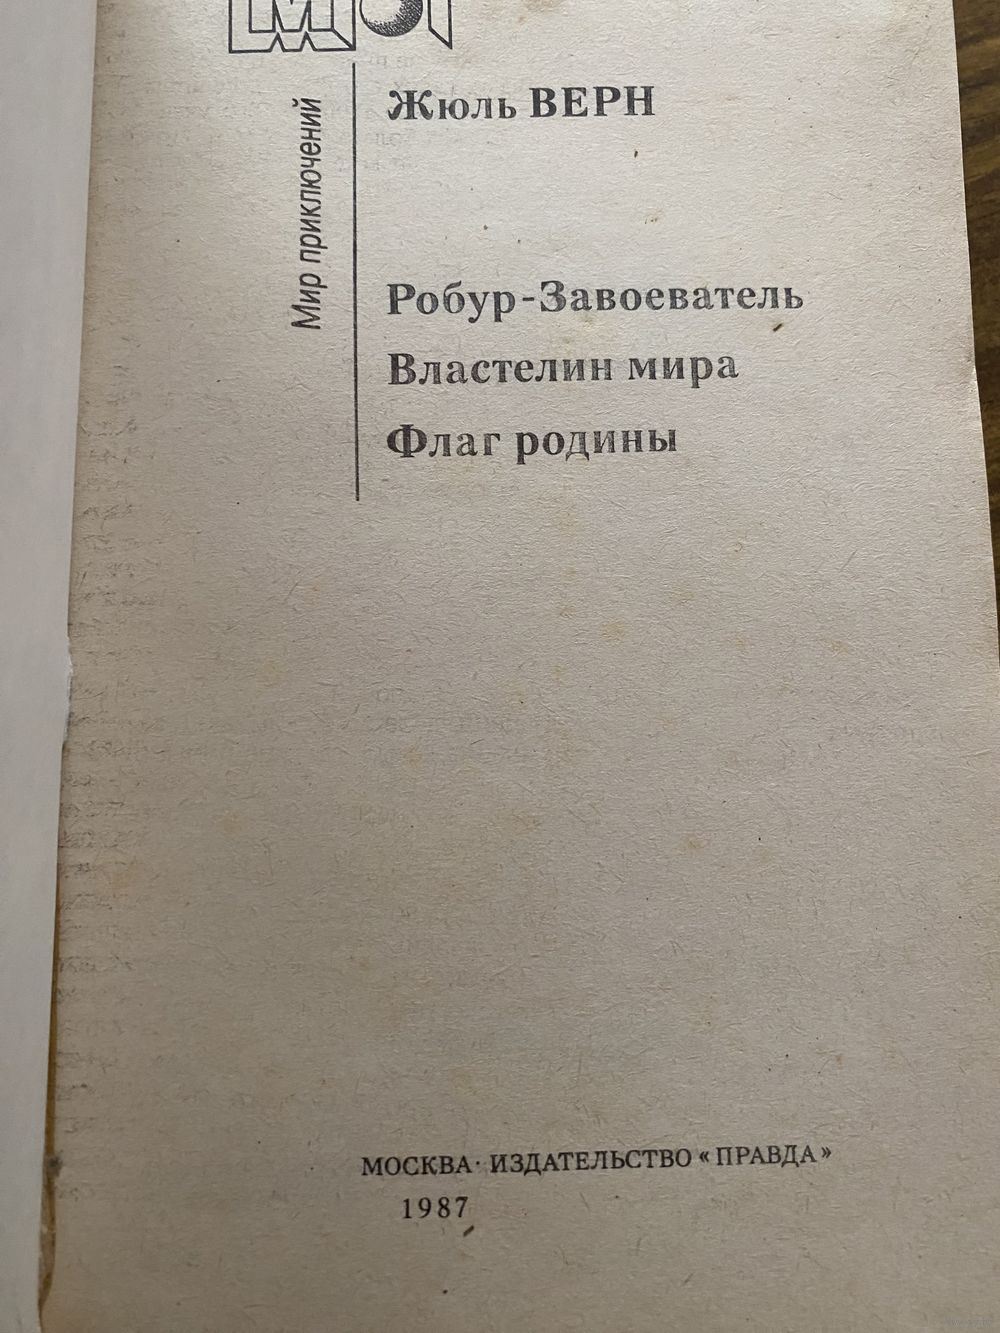 Мир приключений
Жюль ВЕРН
Робур-Завоеватель
Властелин мира
Флаг родины
МОСКВА· ИЗДАТЕЛЬСТВО «ПРАВДА»
1987